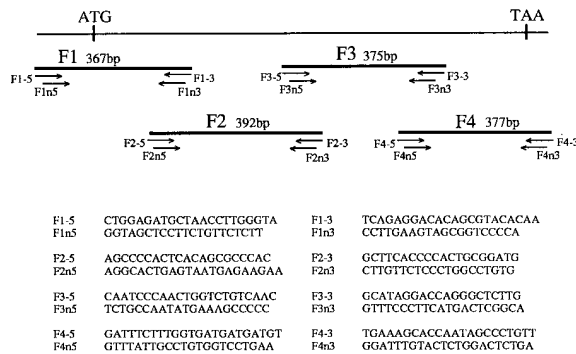 ATG TAA
F1 367bp F3 375bp
F1-5 F1-3 F3-5 F3-3
F1n5 F1n3 F3n5 F3n3
F2 392bp F4 377bp
F2-5 F2-3 F4-5 F4-3
F2n5 F2n3 F4n5 F4n3
F1-5 CTGGAGATGCTAACCTTGGGTA F1-3 TCAGAGGACACAGCGTACACAA
F1n5 GGTAGCTCCTTCTGTTCTCTT F1n3 CCTTGAAGTAGCGGTCCCCA
F2-5 AGCCCCACTCACAGCGCCCAC F2-3 GCTTCACCCCACTGCGGATG
F2n5 AGGCACTGAGTAATGAGAAGAA F2n3 CTTGTTCTCCCTGGCCTGTG
F3-5 CAATCCCAACTGGTCTGTCAAC F3-3 GCATAGGACCAGGGCTCTTG
F3n5 TCTGCCAATATGAAAGCCCCC F3n3 GTTTCCCTTCATGACTCGGCA
F4-5 GATTTCTTTGGTGATGATGATGT F4-3 TGAAAGCACCAATAGCCCTGTT
F4n5 GTTTATTGCCTGTGGTCCTGAA F4n3 GGATTTGTACTCTGGACTCTGA